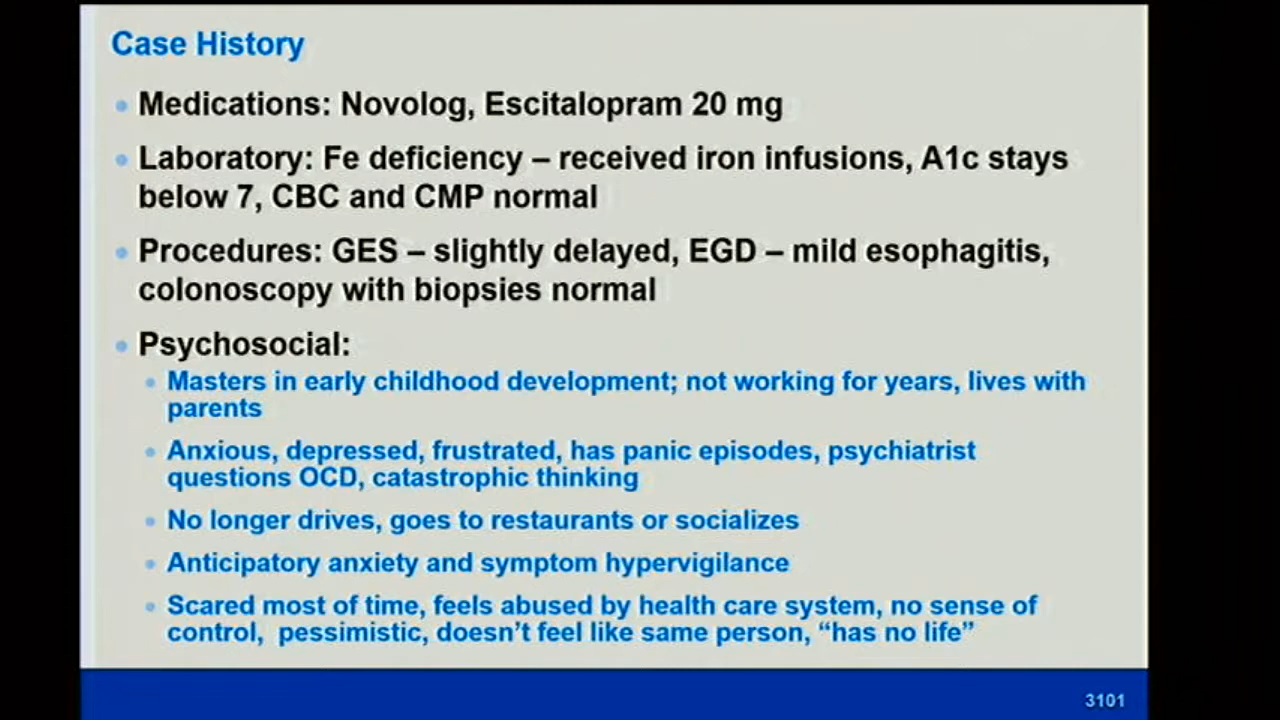 Case History
• Medications: Novolog, Escitalopram 20 mg
• Laboratory: Fe deficiency – received iron infusions, A1c stays
below 7, CBC and CMP normal
• Procedures: GES – slightly delayed, EGD – mild esophagitis,
colonoscopy with biopsies normal
• Psychosocial:
• Masters in early childhood development; not working for years, lives with
parents
• Anxious, depressed, frustrated, has panic episodes, psychiatrist
questions OCD, catastrophic thinking
• No longer drives, goes to restaurants or socializes
• Anticipatory anxiety and symptom hypervigilance
• Scared most of time, feels abused by health care system, no sense of
control, pessimistic, doesn't feel like same person, “has no life”
3101